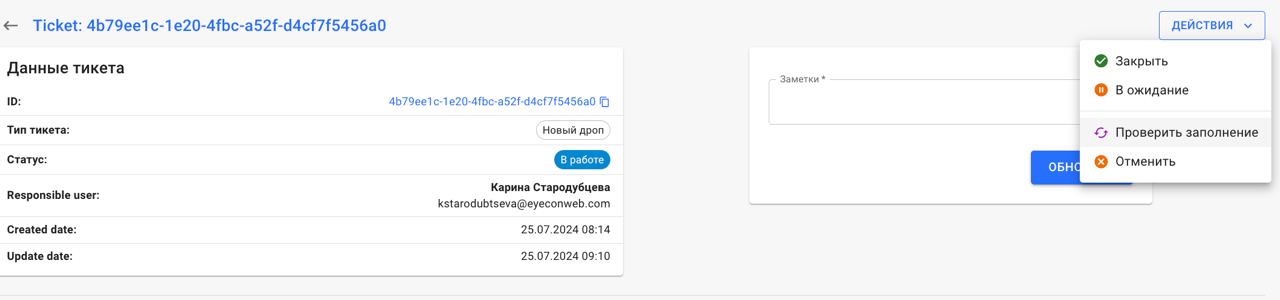 Ticket: 4b79ee1c-1e20-4fbc-a52f-d4cf7f5456a0
ДЕЙСТВИЯ
Закрыть
В ожидание
Проверить заполнение
Отменить
Данные тикета
ID: 4b79ee1c-1e20-4fbc-a52f-d4cf7f5456a0
Тип тикета: Новый дроп
Статус: В работе
Responsible user: Карина Стародубцева
kstarodubtseva@eyeconweb.com
Created date: 25.07.2024 08:14
Update date: 25.07.2024 09:10
Заметки *